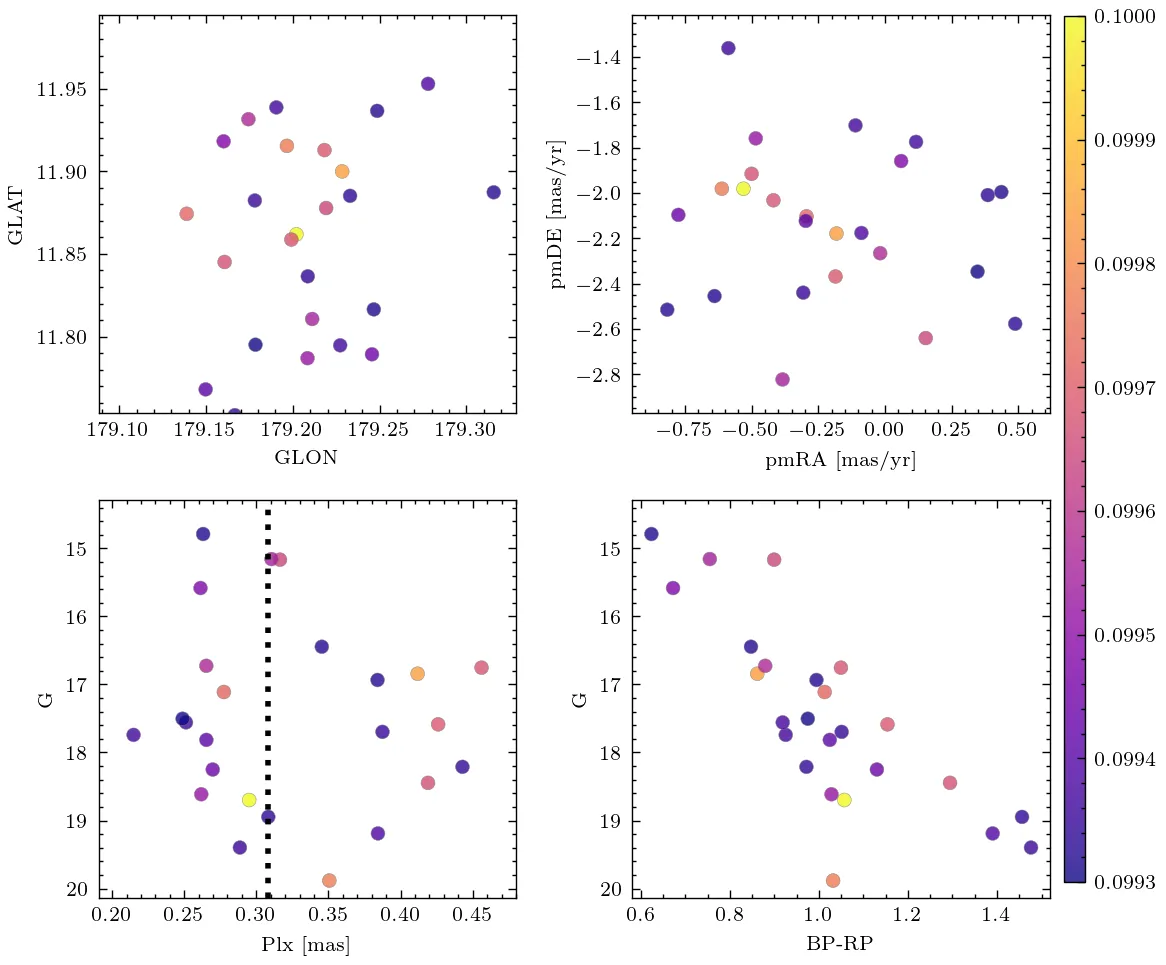 11.95
11.90
11.85
11.80
GLAT
179.10 179.15 179.20 179.25 179.30
GLON
−1.4
−1.6
−1.8
−2.0
−2.2
−2.4
−2.6
−2.8
pmDE [mas/yr]
−0.75 −0.50 −0.25 0.00 0.25 0.50
pmRA [mas/yr]
15
16
17
18
19
20
G
0.20 0.25 0.30 0.35 0.40 0.45
Plx [mas]
15
16
17
18
19
20
G
0.6 0.8 1.0 1.2 1.4
BP-RP
0.1000
0.0999
0.0998
0.0997
0.0996
0.0995
0.0994
0.0993